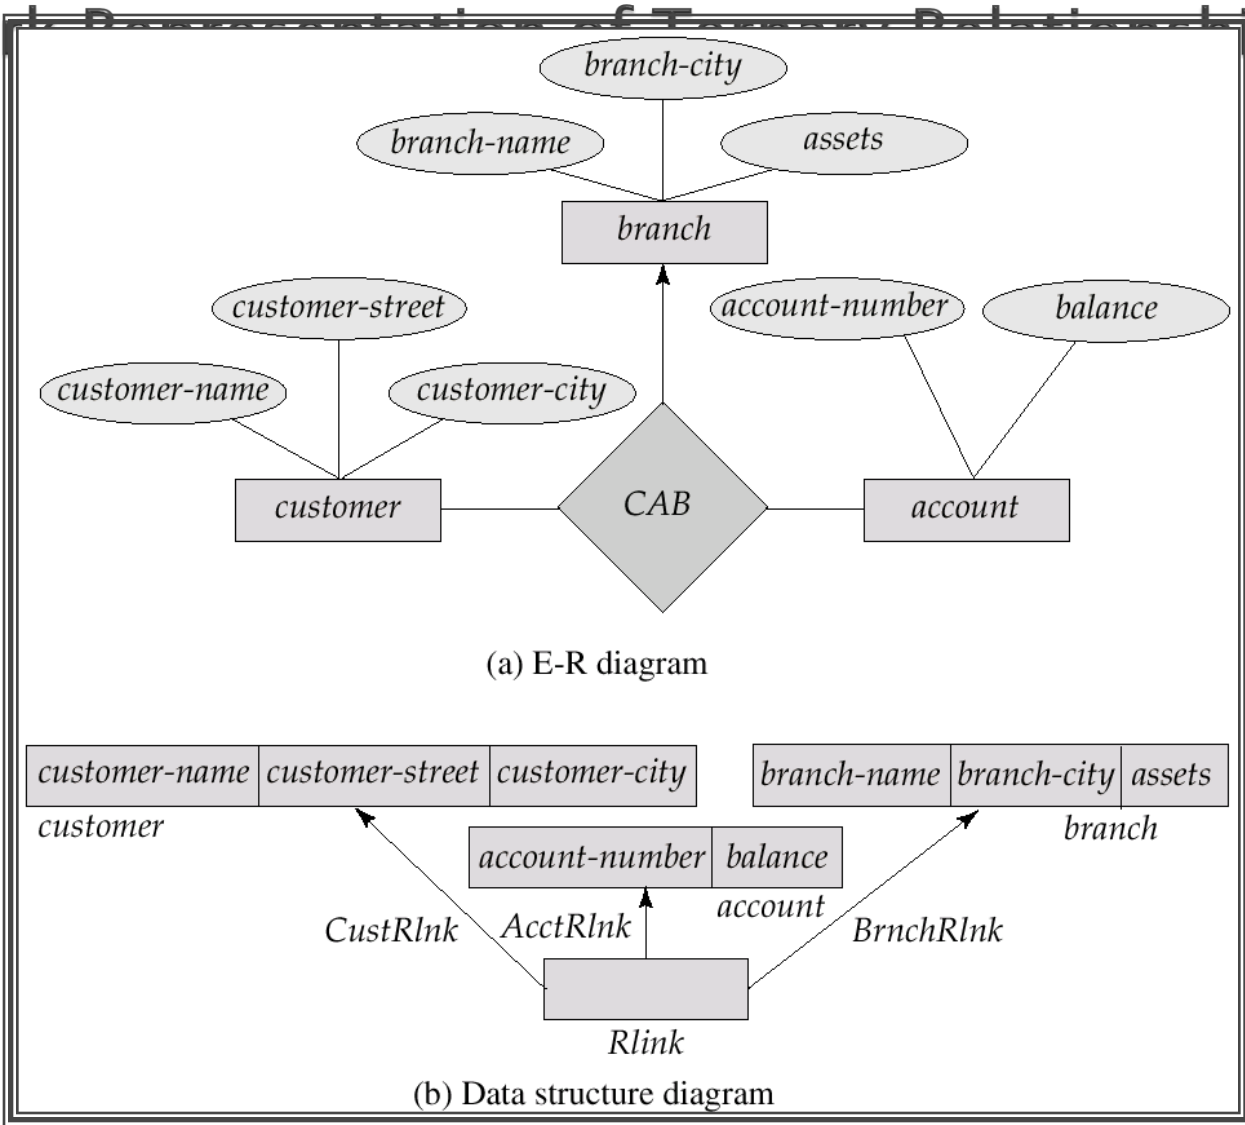 branch-city
branch-name
assets
branch
customer-street
account-number
balance
customer-name
customer-city
customer
CAB
account
(a) E-R diagram
customer-name customer-street customer-city
branch-name branch-city assets
customer
branch
account-number balance
account
CustRlnk
AcctRlnk
BrnchRlnk
Rlink
(b) Data structure diagram